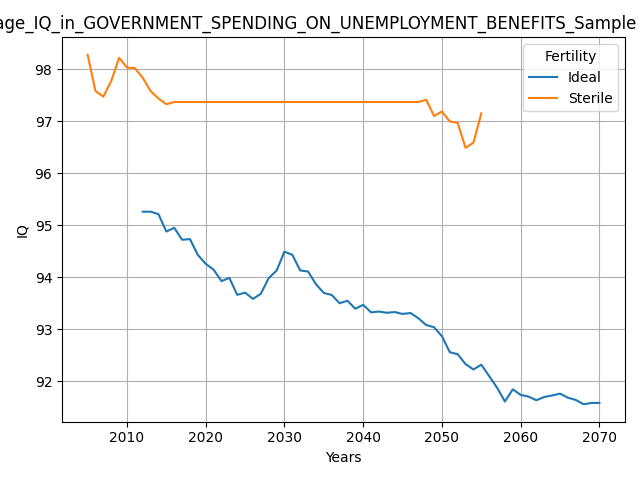 age_IQ_in_GOVERNMENT_SPENDING_ON_UNEMPLOYMENT_BENEFITS_Sample
Fertility
Ideal
Sterile
98
97
96
95
94
93
92
IQ
2010 2020 2030 2040 2050 2060 2070
Years